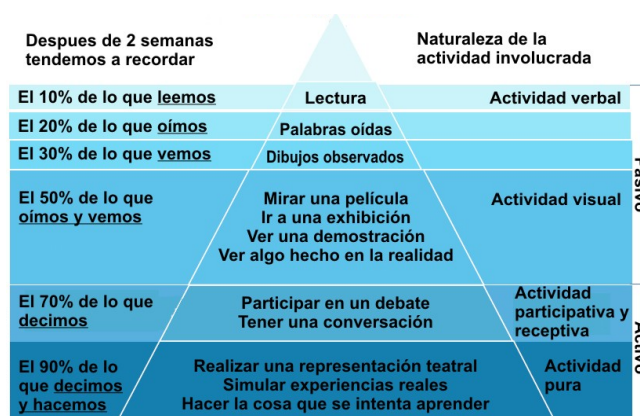 Despues de 2 semanas
tendemos a recordar
Naturaleza de la
actividad involucrada
El 10% de lo que leemos
Lectura
Actividad verbal
El 20% de lo que oímos
Palabras oídas
El 30% de lo que vemos
Dibujos observados
El 50% de lo que
oímos y vemos
Mirar una película
Ir a una exhibición
Ver una demostración
Ver algo hecho en la realidad
Actividad visual
Pasivo
El 70% de lo que
decimos
Participar en un debate
Tener una conversación
Actividad
participativa y
receptiva
El 90% de lo
que decimos
y hacemos
Realizar una representación teatral
Simular experiencias reales
Hacer la cosa que se intenta aprender
Actividad
pura
Activo